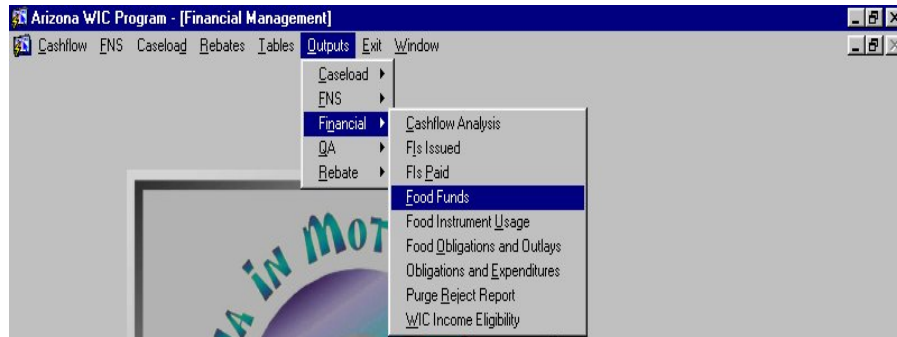 Arizona WIC Program - [Financial Management]
Cashflow FNS Caseload Rebates Tables Outputs Exit Window
Caseload
FNS
Financial
QA
Rebate
Cashflow Analysis
FIs Issued
FIs Paid
Food Funds
Food Instrument Usage
Food Obligations and Outlays
Obligations and Expenditures
Purge Reject Report
WIC Income Eligibility
IN MOT